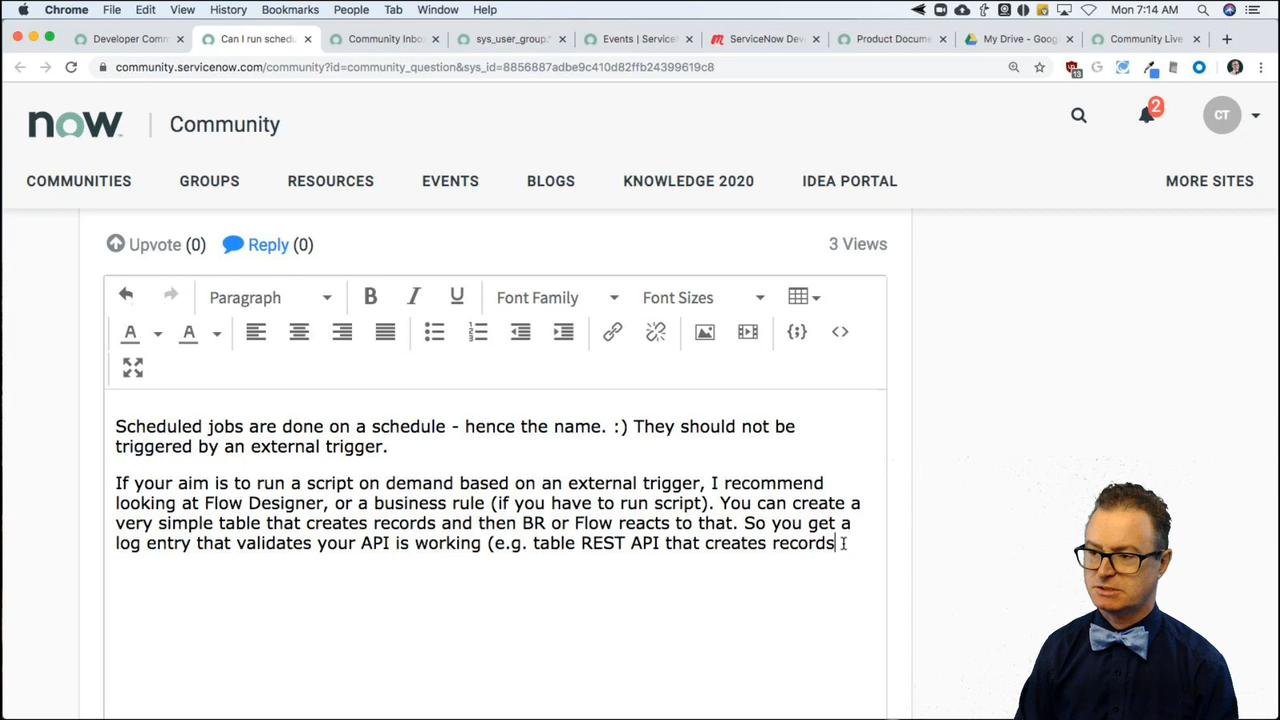 Chrome File Edit View History Bookmarks People Tab Window Help Mon 7:14 AM
Developer Comm Can I run schedu Community Inbo sys_user_group. Events | Service ServiceNow Dev Product Docume My Drive - Goog Community Live
community.servicenow.com/community?id=community_question&sys_id=8856887adbe9c410d82ffb24399619c8 13
now Community 2 CT
COMMUNITIES GROUPS RESOURCES EVENTS BLOGS KNOWLEDGE 2020 IDEA PORTAL MORE SITES
Upvote (0) Reply (0) 3 Views
Paragraph B I U Font Family Font Sizes
A A
Scheduled jobs are done on a schedule - hence the name. :) They should not be
triggered by an external trigger.
If your aim is to run a script on demand based on an external trigger, I recommend
looking at Flow Designer, or a business rule (if you have to run script). You can create a
very simple table that creates records and then BR or Flow reacts to that. So you get a
log entry that validates your API is working (e.g. table REST API that creates records